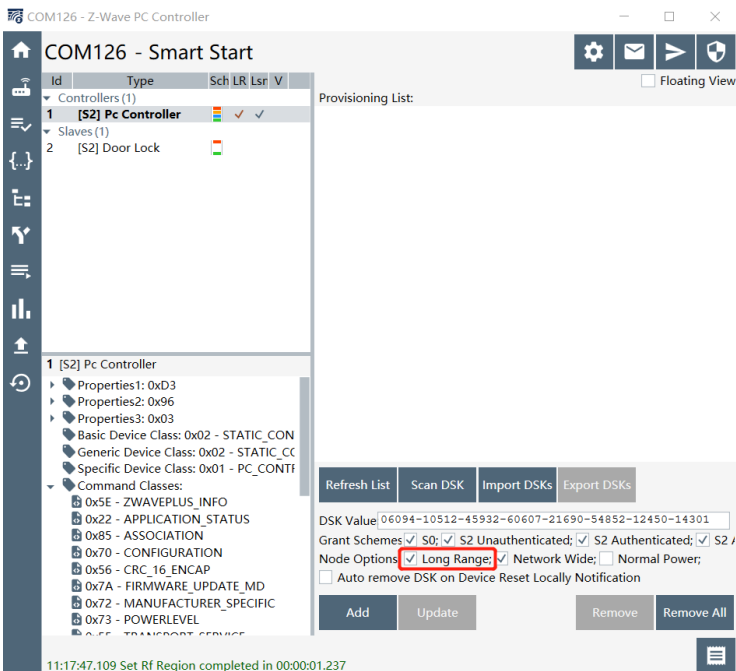 COM126 - Z-Wave PC Controller
COM126 - Smart Start
Id Type Sch LR Lsr V
Floating View
Controllers (1)
1 [S2] Pc Controller
Slaves (1)
2 [S2] Door Lock
Provisioning List:
1 [S2] Pc Controller
Properties1: 0xD3
Properties2: 0x96
Properties3: 0x03
Basic Device Class: 0x02 - STATIC_CON
Generic Device Class: 0x02 - STATIC_CC
Specific Device Class: 0x01 - PC_CONTF
Command Classes:
0x5E - ZWAVEPLUS_INFO
0x22 - APPLICATION_STATUS
0x85 - ASSOCIATION
0x70 - CONFIGURATION
0x56 - CRC_16_ENCAP
0x7A - FIRMWARE_UPDATE_MD
0x72 - MANUFACTURER_SPECIFIC
0x73 - POWERLEVEL
Refresh List Scan DSK Import DSKs Export DSKs
DSK Value 06094-10512-45932-60607-21690-54852-12450-14301
Grant Schemes S0; S2 Unauthenticated; S2 Authenticated; S2
Node Options Long Range; Network Wide; Normal Power;
Auto remove DSK on Device Reset Locally Notification
Add Update Remove Remove All
11:17:47.109 Set Rf Region completed in 00:00:01.237